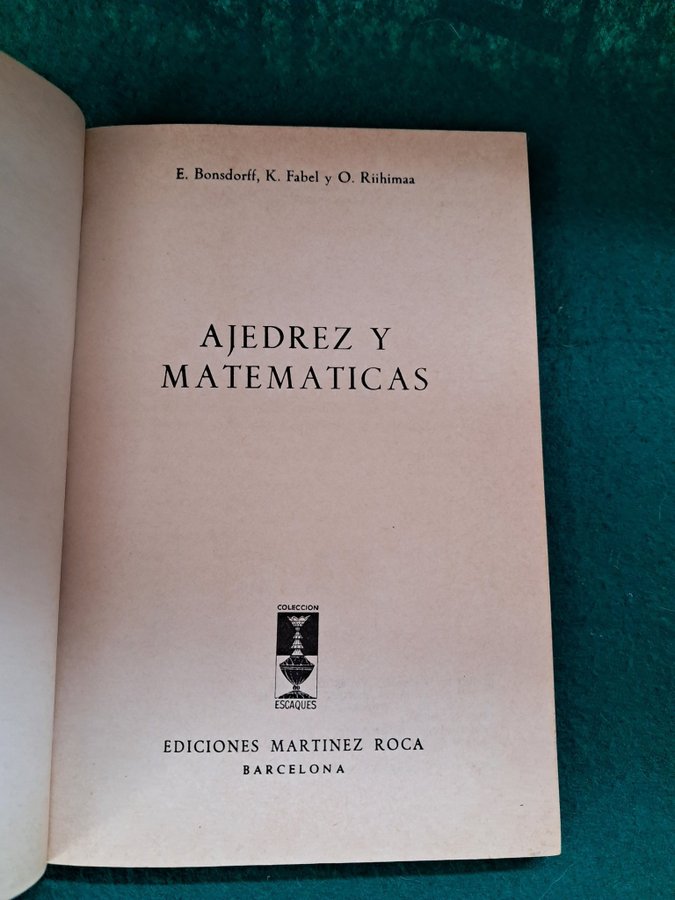 E. Bonsdorff, K. Fabel y O. Riihimaa
AJEDREZ Y
MATEMATICAS
COLECCION
ESCAQUES
EDICIONES MARTINEZ ROCA
BARCELONA